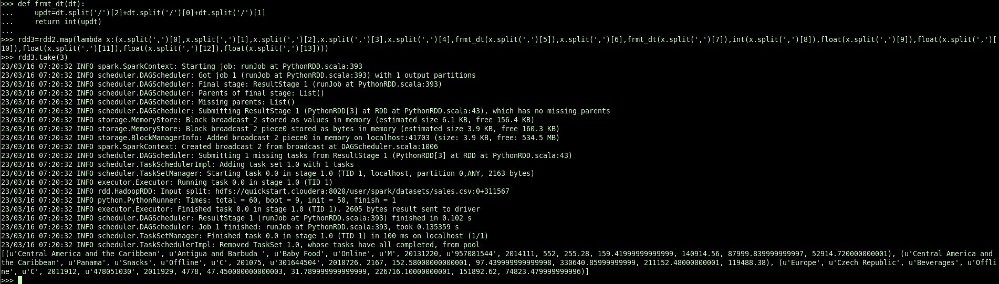 >>> def frmt_dt(dt):
...     updt=dt.split('/')[2]+dt.split('/')[0]+dt.split('/')[1]
...     return int(updt)
...
>>> rdd3=rdd2.map(lambda x:(x.split(',')[0],x.split(',')[1],x.split(',')[2],x.split(',')[3],x.split(',')[4],frmt_dt(x.split(',')[5]),x.split(',')[6],frmt_dt(x.split(',')[7]),int(x.split(',')[8]),float(x.split(',')[9]),float(x.split(',')[
10]),float(x.split(',')[11]),float(x.split(',')[12]),float(x.split(',')[13])))
>>> rdd3.take(3)
23/03/16 07:20:32 INFO spark.SparkContext: Starting job: runJob at PythonRDD.scala:393
23/03/16 07:20:32 INFO scheduler.DAGScheduler: Got job 1 (runJob at PythonRDD.scala:393) with 1 output partitions
23/03/16 07:20:32 INFO scheduler.DAGScheduler: Final stage: ResultStage 1 (runJob at PythonRDD.scala:393)
23/03/16 07:20:32 INFO scheduler.DAGScheduler: Parents of final stage: List()
23/03/16 07:20:32 INFO scheduler.DAGScheduler: Missing parents: List()
23/03/16 07:20:32 INFO scheduler.DAGScheduler: Submitting ResultStage 1 (PythonRDD[3] at RDD at PythonRDD.scala:43), which has no missing parents
23/03/16 07:20:32 INFO storage.MemoryStore: Block broadcast_2 stored as values in memory (estimated size 6.1 KB, free 156.4 KB)
23/03/16 07:20:32 INFO storage.MemoryStore: Block broadcast_2_piece0 stored as bytes in memory (estimated size 3.9 KB, free 160.3 KB)
23/03/16 07:20:32 INFO storage.BlockManagerInfo: Added broadcast_2_piece0 in memory on localhost:41703 (size: 3.9 KB, free: 534.5 MB)
23/03/16 07:20:32 INFO spark.SparkContext: Created broadcast 2 from broadcast at DAGScheduler.scala:1006
23/03/16 07:20:32 INFO scheduler.DAGScheduler: Submitting 1 missing tasks from ResultStage 1 (PythonRDD[3] at RDD at PythonRDD.scala:43)
23/03/16 07:20:32 INFO scheduler.TaskSchedulerImpl: Adding task set 1.0 with 1 tasks
23/03/16 07:20:32 INFO scheduler.TaskSetManager: Starting task 0.0 in stage 1.0 (TID 1, localhost, partition 0,ANY, 2163 bytes)
23/03/16 07:20:32 INFO executor.Executor: Running task 0.0 in stage 1.0 (TID 1)
23/03/16 07:20:32 INFO rdd.HadoopRDD: Input split: hdfs://quickstart.cloudera:8020/user/spark/datasets/sales.csv:0+311567
23/03/16 07:20:32 INFO python.PythonRunner: Times: total = 60, boot = 9, init = 50, finish = 1
23/03/16 07:20:32 INFO executor.Executor: Finished task 0.0 in stage 1.0 (TID 1). 2605 bytes result sent to driver
23/03/16 07:20:32 INFO scheduler.DAGScheduler: ResultStage 1 (runJob at PythonRDD.scala:393) finished in 0.102 s
23/03/16 07:20:32 INFO scheduler.DAGScheduler: Job 1 finished: runJob at PythonRDD.scala:393, took 0.135359 s
23/03/16 07:20:32 INFO scheduler.TaskSetManager: Finished task 0.0 in stage 1.0 (TID 1) in 100 ms on localhost (1/1)
23/03/16 07:20:32 INFO scheduler.TaskSchedulerImpl: Removed TaskSet 1.0, whose tasks have all completed, from pool
[(u'Central America and the Caribbean', u'Antigua and Barbuda ', u'Baby Food', u'Online', u'M', 20131220, u'957081544', 2014111, 552, 255.28, 159.41999999999999, 140914.56, 87999.839999999997, 52914.720000000001), (u'Central America and
the Caribbean', u'Panama', u'Snacks', u'Offline', u'C', 201075, u'301644504', 2010726, 2167, 152.58000000000001, 97.439999999999998, 330640.85999999999, 211152.48000000001, 119488.38), (u'Europe', u'Czech Republic', u'Beverages', u'Offli
ne', u'C', 2011912, u'478051030', 2011929, 4778, 47.450000000000003, 31.789999999999999, 226716.10000000001, 151892.62, 74823.479999999996)]
>>>